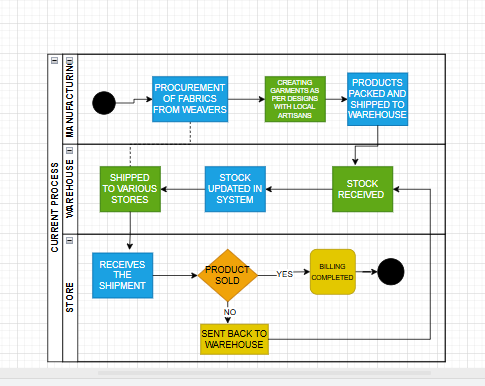 CURRENT PROCESS
MANUFACTURING
PROCUREMENT
OF FABRICS
FROM WEAVERS
CREATING
GARMENTS AS
PER DESIGNS
WITH LOCAL
ARTISANS
PRODUCTS
PACKED AND
SHIPPED TO
WAREHOUSE
WAREHOUSE
SHIPPED
TO VARIOUS
STORES
STOCK
UPDATED IN
SYSTEM
STOCK
RECEIVED
STORE
RECEIVES
THE
SHIPMENT
PRODUCT
SOLD
YES
BILLING
COMPLETED
NO
SENT BACK TO
WAREHOUSE